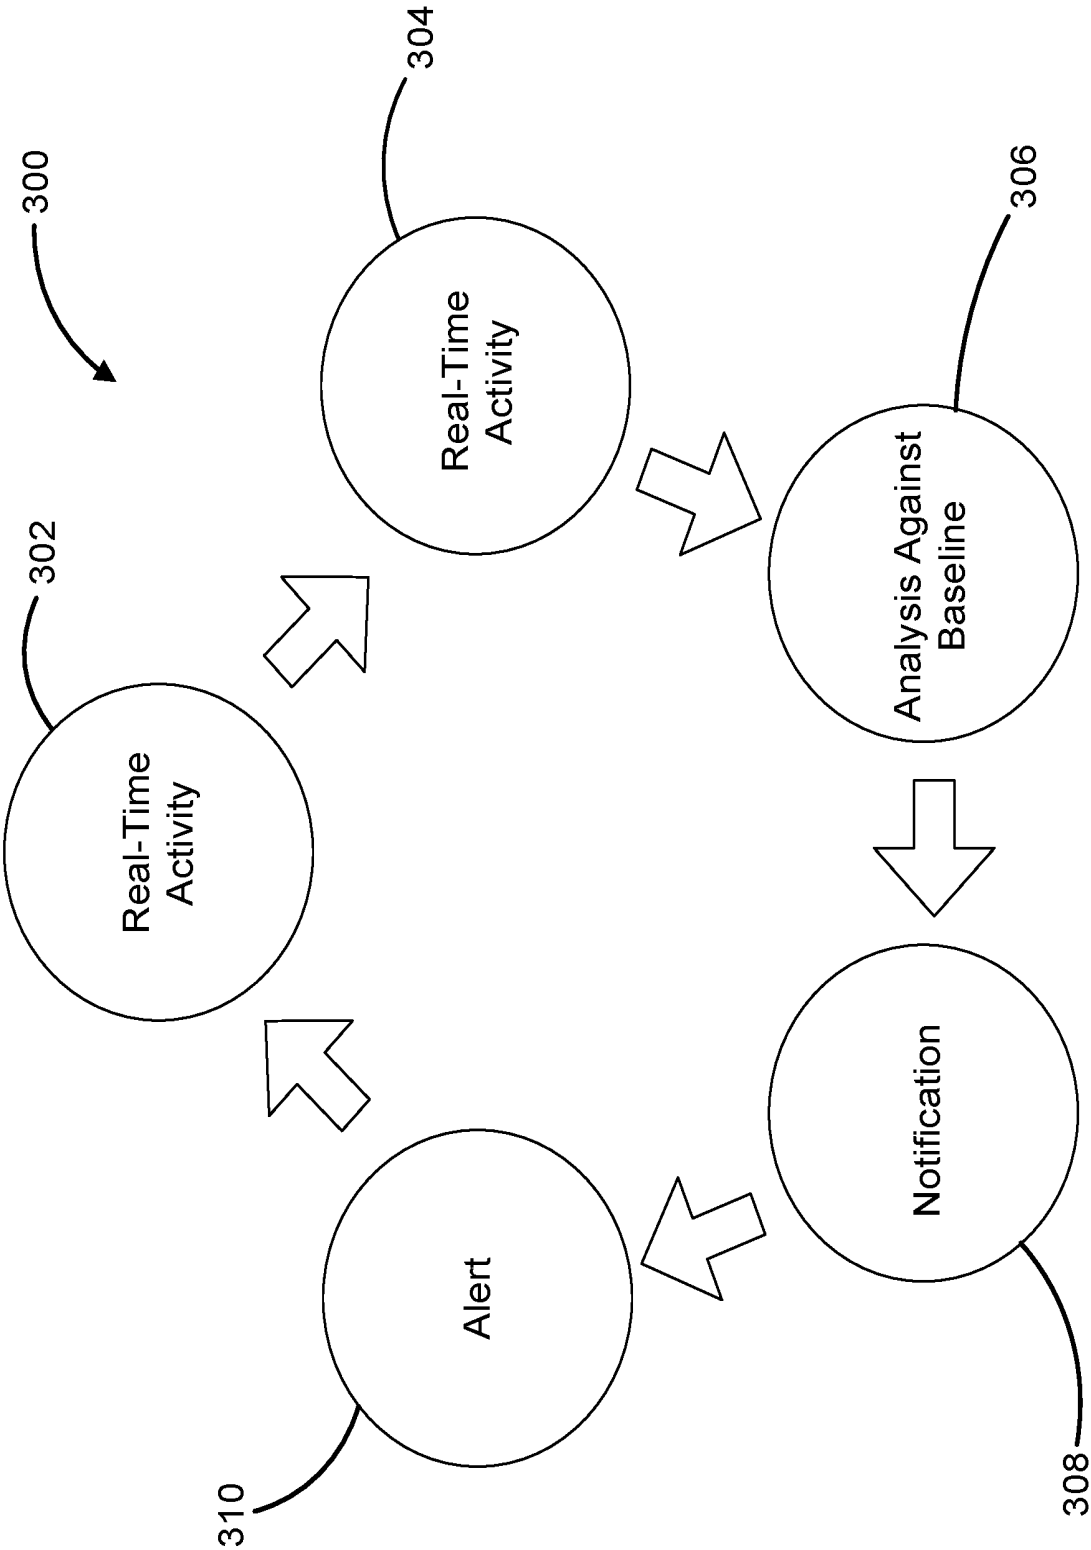 300
302
Real-Time
Activity
304
Real-Time
Activity
306
Analysis Against
Baseline
308
Notification
310
Alert